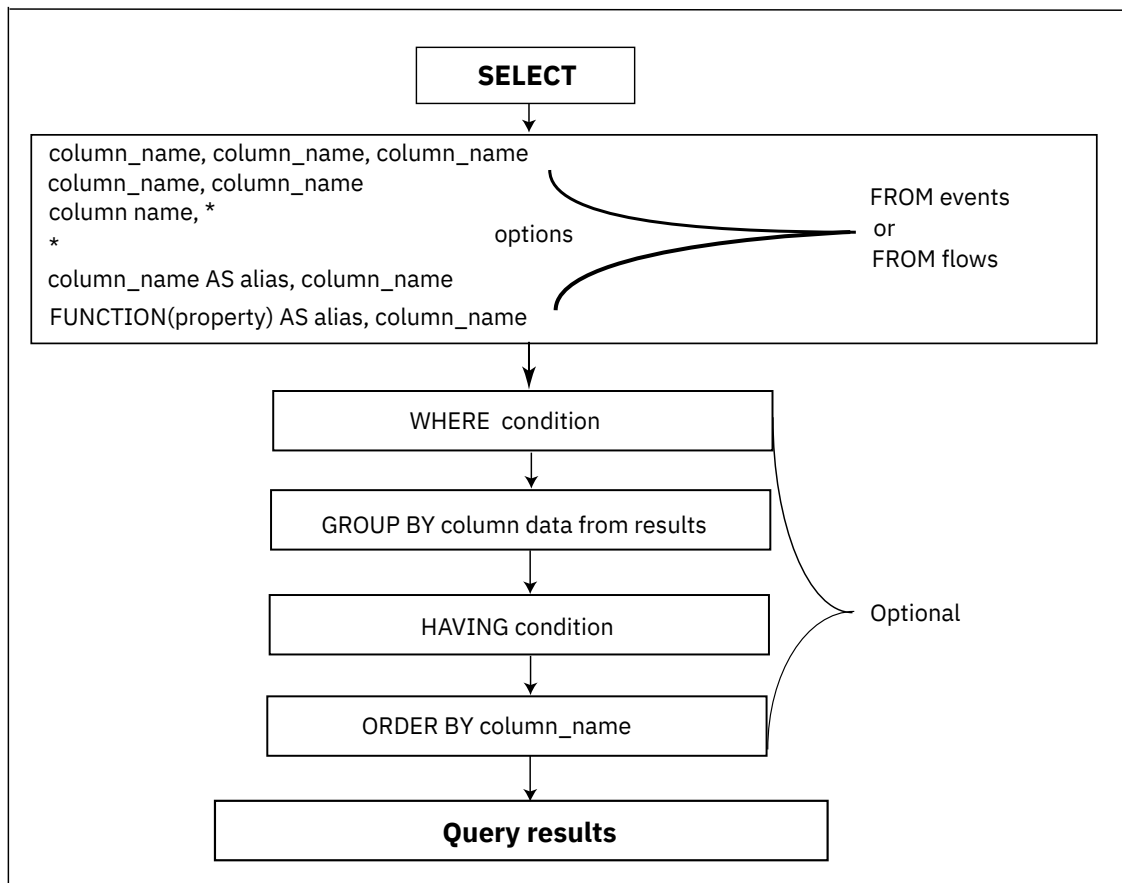 SELECT
column_name, column_name, column_name
column_name, column_name
column name, *
*
options
column_name AS alias, column_name
FUNCTION(property) AS alias, column_name
FROM events
or
FROM flows
WHERE condition
GROUP BY column data from results
HAVING condition
Optional
ORDER BY column_name
Query results